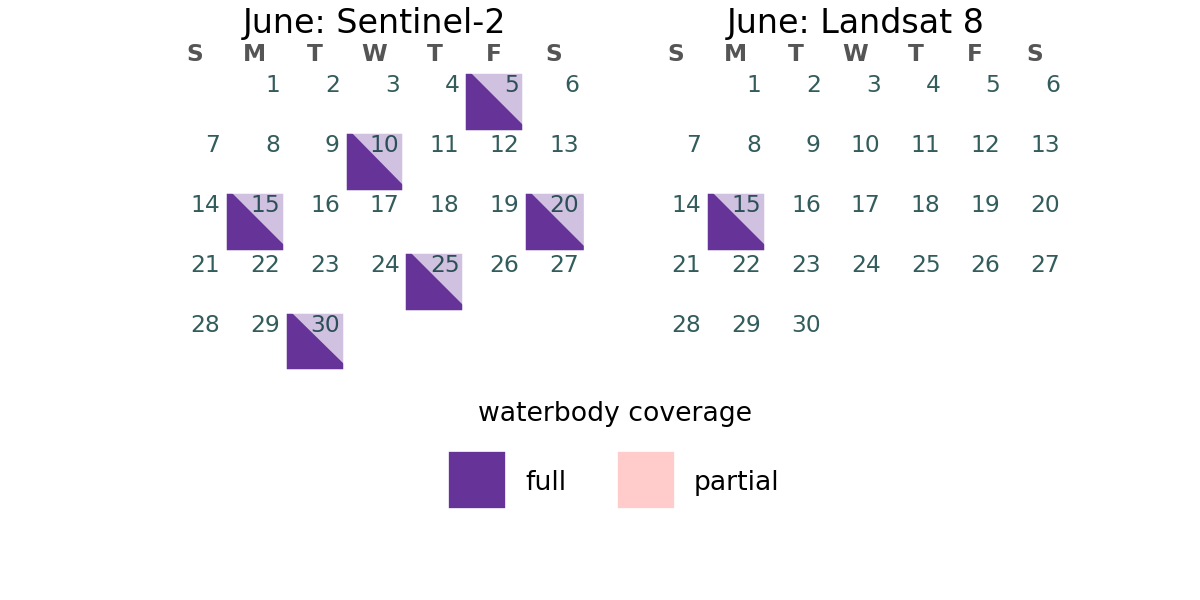 June: Sentinel-2
S M T W T F S
1 2 3 4 5 6
7 8 9 10 11 12 13
14 15 16 17 18 19 20
21 22 23 24 25 26 27
28 29 30
June: Landsat 8
S M T W T F S
1 2 3 4 5 6
7 8 9 10 11 12 13
14 15 16 17 18 19 20
21 22 23 24 25 26 27
28 29 30
waterbody coverage
full partial